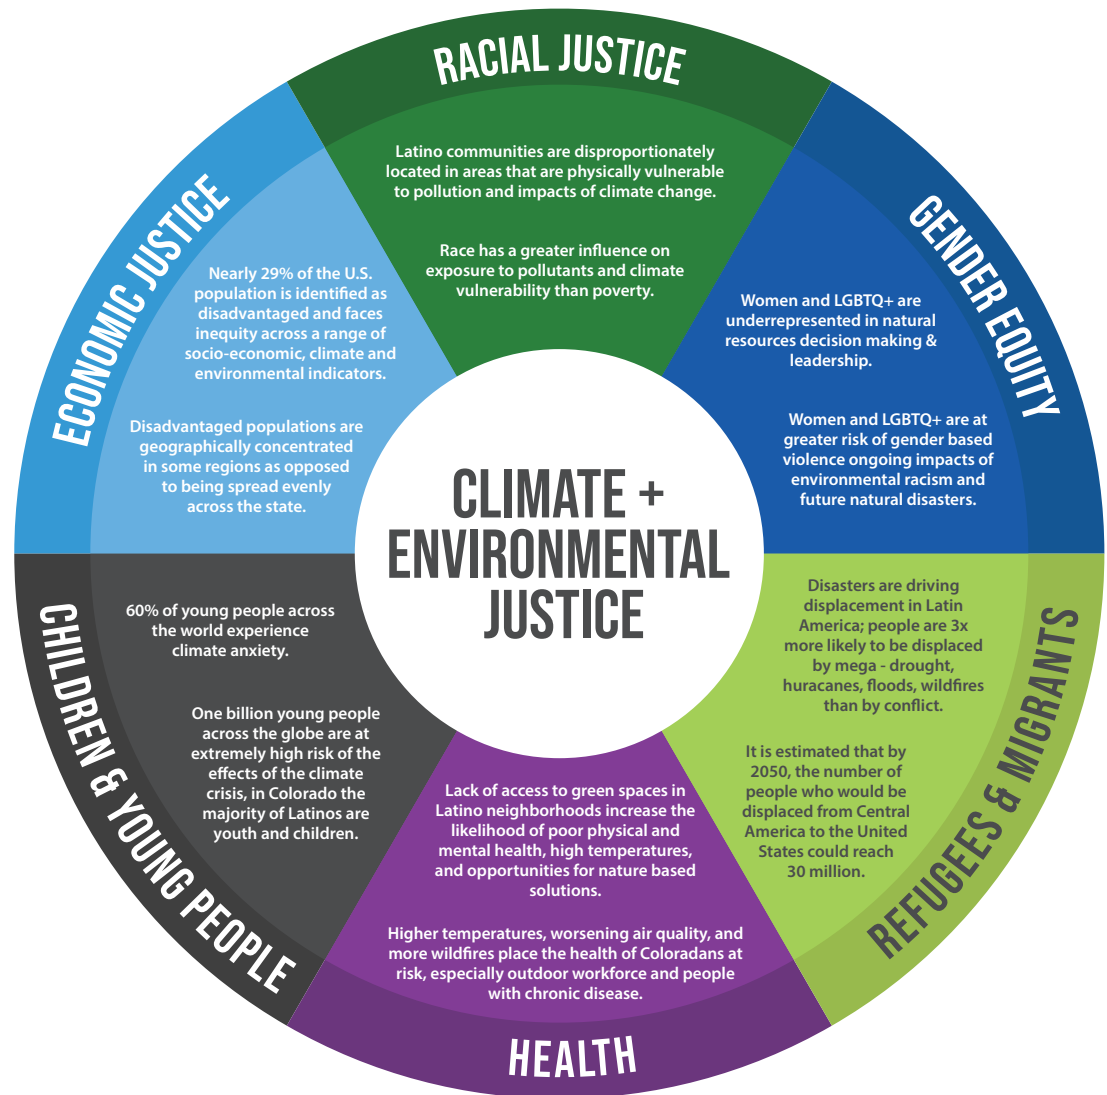 RACIAL JUSTICE
Latino communities are disproportionately
located in areas that are physically vulnerable
to pollution and impacts of climate change.
Race has a greater influence on
exposure to pollutants and climate
vulnerability than poverty.
GENDER EQUITY
Women and LGBTQ+ are
underrepresented in natural
resources decision making &
leadership.
Women and LGBTQ+ are at
greater risk of gender based
violence ongoing impacts of
environmental racism and
future natural disasters.
REFUGEES & MIGRANTS
Disasters are driving
displacement in Latin
America; people are 3x
more likely to be displaced
by mega - drought,
huracanes, floods, wildfires
than by conflict.
It is estimated that by
2050, the number of
people who would be
displaced from Central
America to the United
States could reach
30 million.
HEALTH
Lack of access to green spaces in
Latino neighborhoods increase the
likelihood of poor physical and
mental health, high temperatures,
and opportunities for nature based
solutions.
Higher temperatures, worsening air quality, and
more wildfires place the health of Coloradans at
risk, especially outdoor workforce and people
with chronic disease.
CHILDREN & YOUNG PEOPLE
60% of young people across
the world experience
climate anxiety.
One billion young people
across the globe are at
extremely high risk of the
effects of the climate
crisis, in Colorado the
majority of Latinos are
youth and children.
ECONOMIC JUSTICE
Nearly 29% of the U.S.
population is identified as
disadvantaged and faces
inequity across a range of
socio-economic, climate and
environmental indicators.
Disadvantaged populations are
geographically concentrated
in some regions as opposed
to being spread evenly
across the state.
CLIMATE +
ENVIRONMENTAL
JUSTICE